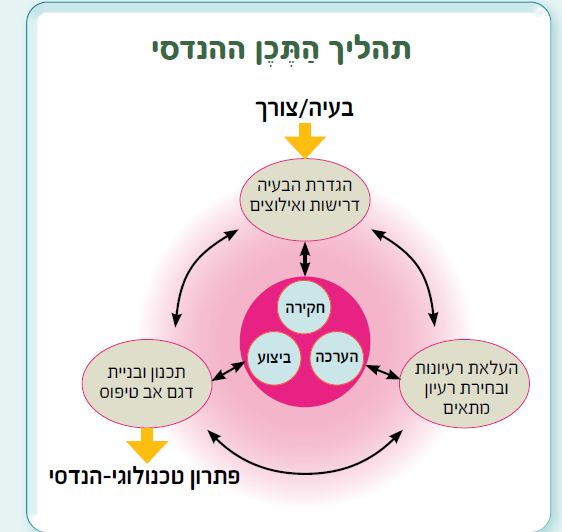 תהליך הַתֶּכֶן ההנדסי
בעיה/צורך
הגדרת הבעיה
דרישות ואילוצים
חקירה
הערכה
ביצוע
העלאת רעיונות
ובחירת רעיון
מתאים
תכנון ובניית
דגם אב טיפוס
פתרון טכנולוגי-הנדסי